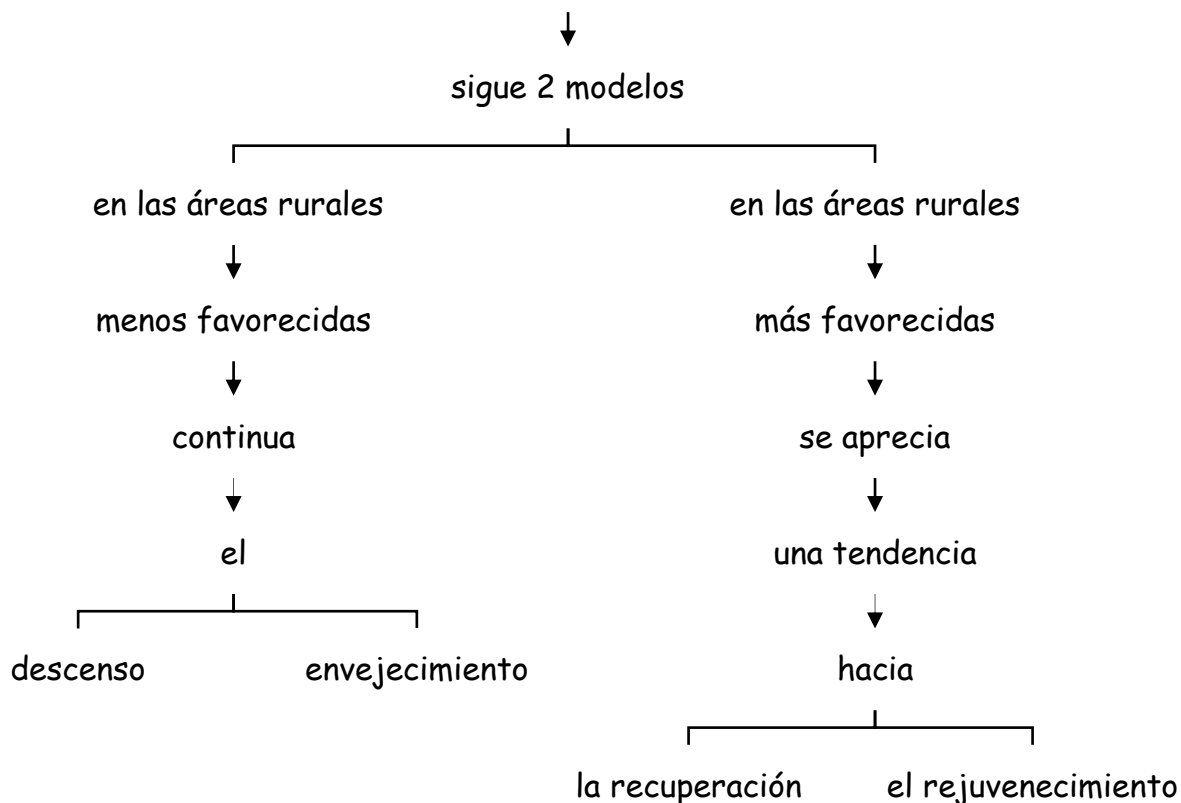 sigue 2 modelos
en las áreas rurales
en las áreas rurales
menos favorecidas
más favorecidas
continua
se aprecia
el
una tendencia
descenso
envejecimiento
hacia
la recuperación
el rejuvenecimiento